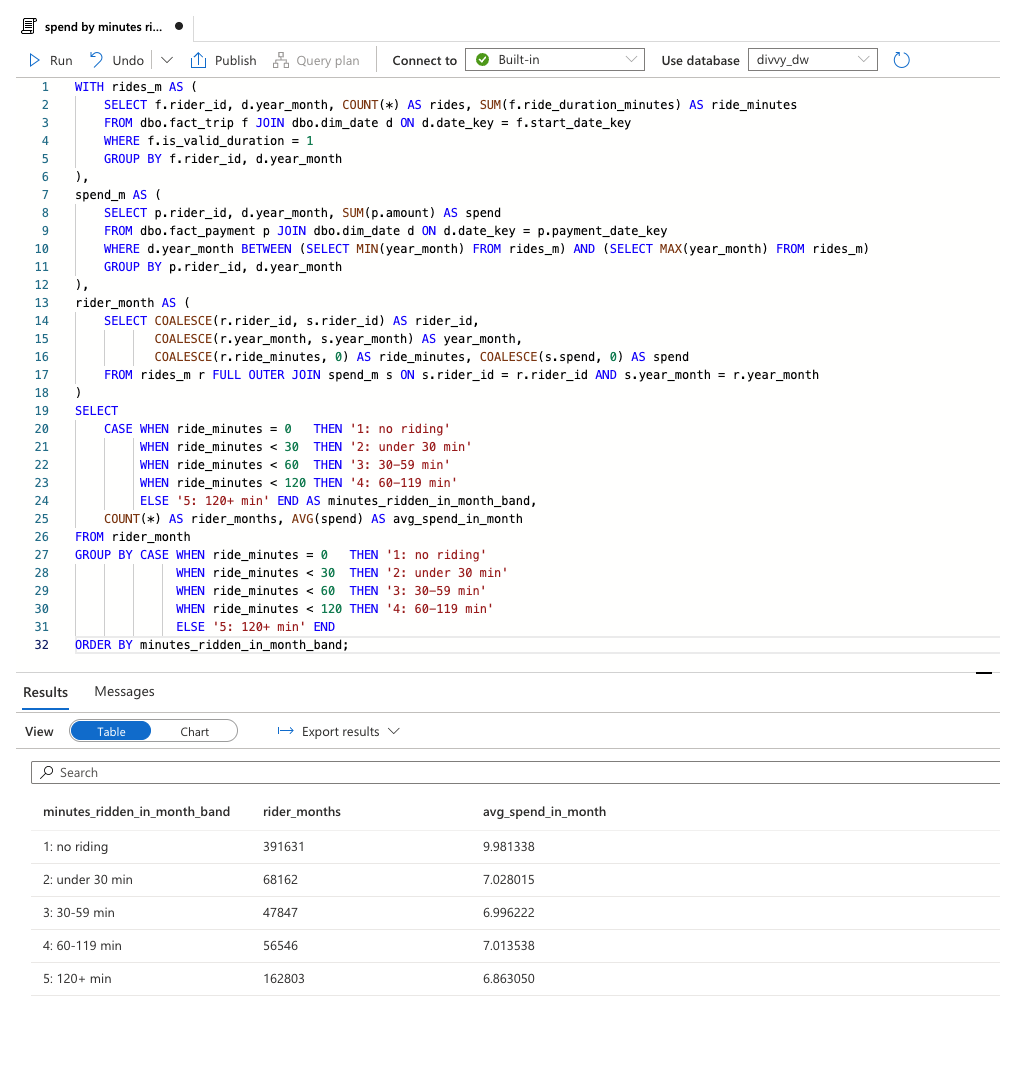 spend by minutes ri... ●
Run Undo Publish Query plan Connect to Built-in Use database divvy_dw
1 WITH rides_m AS (
2 SELECT f.rider_id, d.year_month, COUNT(*) AS rides, SUM(f.ride_duration_minutes) AS ride_minutes
3 FROM dbo.fact_trip f JOIN dbo.dim_date d ON d.date_key = f.start_date_key
4 WHERE f.is_valid_duration = 1
5 GROUP BY f.rider_id, d.year_month
6 ),
7 spend_m AS (
8 SELECT p.rider_id, d.year_month, SUM(p.amount) AS spend
9 FROM dbo.fact_payment p JOIN dbo.dim_date d ON d.date_key = p.payment_date_key
10 WHERE d.year_month BETWEEN (SELECT MIN(year_month) FROM rides_m) AND (SELECT MAX(year_month) FROM rides_m)
11 GROUP BY p.rider_id, d.year_month
12 ),
13 rider_month AS (
14 SELECT COALESCE(r.rider_id, s.rider_id) AS rider_id,
15 COALESCE(r.year_month, s.year_month) AS year_month,
16 COALESCE(r.ride_minutes, 0) AS ride_minutes, COALESCE(s.spend, 0) AS spend
17 FROM rides_m r FULL OUTER JOIN spend_m s ON s.rider_id = r.rider_id AND s.year_month = r.year_month
18 )
19 SELECT
20 CASE WHEN ride_minutes = 0 THEN '1: no riding'
21 WHEN ride_minutes < 30 THEN '2: under 30 min'
22 WHEN ride_minutes < 60 THEN '3: 30-59 min'
23 WHEN ride_minutes < 120 THEN '4: 60-119 min'
24 ELSE '5: 120+ min' END AS minutes_ridden_in_month_band,
25 COUNT(*) AS rider_months, AVG(spend) AS avg_spend_in_month
26 FROM rider_month
27 GROUP BY CASE WHEN ride_minutes = 0 THEN '1: no riding'
28 WHEN ride_minutes < 30 THEN '2: under 30 min'
29 WHEN ride_minutes < 60 THEN '3: 30-59 min'
30 WHEN ride_minutes < 120 THEN '4: 60-119 min'
31 ELSE '5: 120+ min' END
32 ORDER BY minutes_ridden_in_month_band;
Results Messages
View Table Chart Export results
Search
minutes_ridden_in_month_band rider_months avg_spend_in_month
1: no riding 391631 9.981338
2: under 30 min 68162 7.028015
3: 30-59 min 47847 6.996222
4: 60-119 min 56546 7.013538
5: 120+ min 162803 6.863050